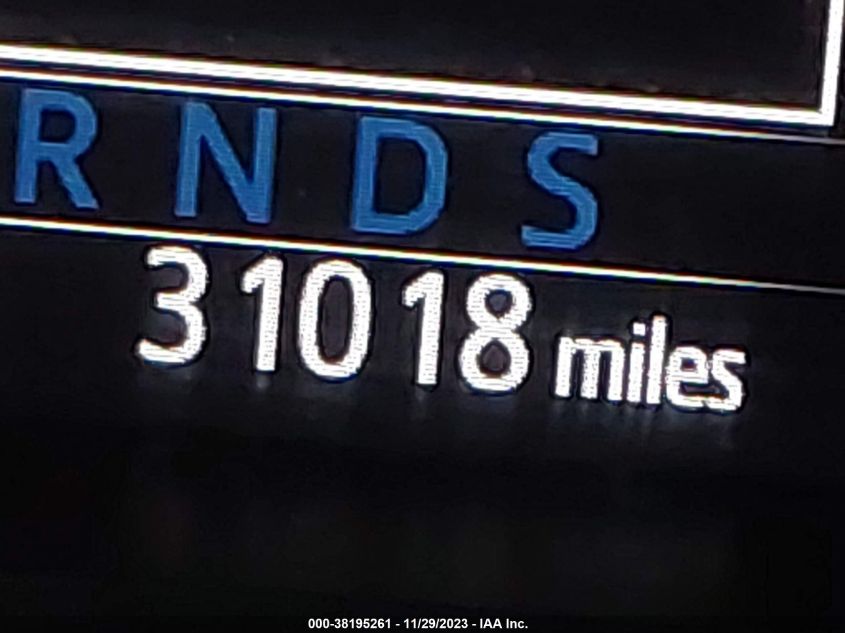 R N D S
31018 miles
000-38195261 - 11/29/2023 - IAA Inc.